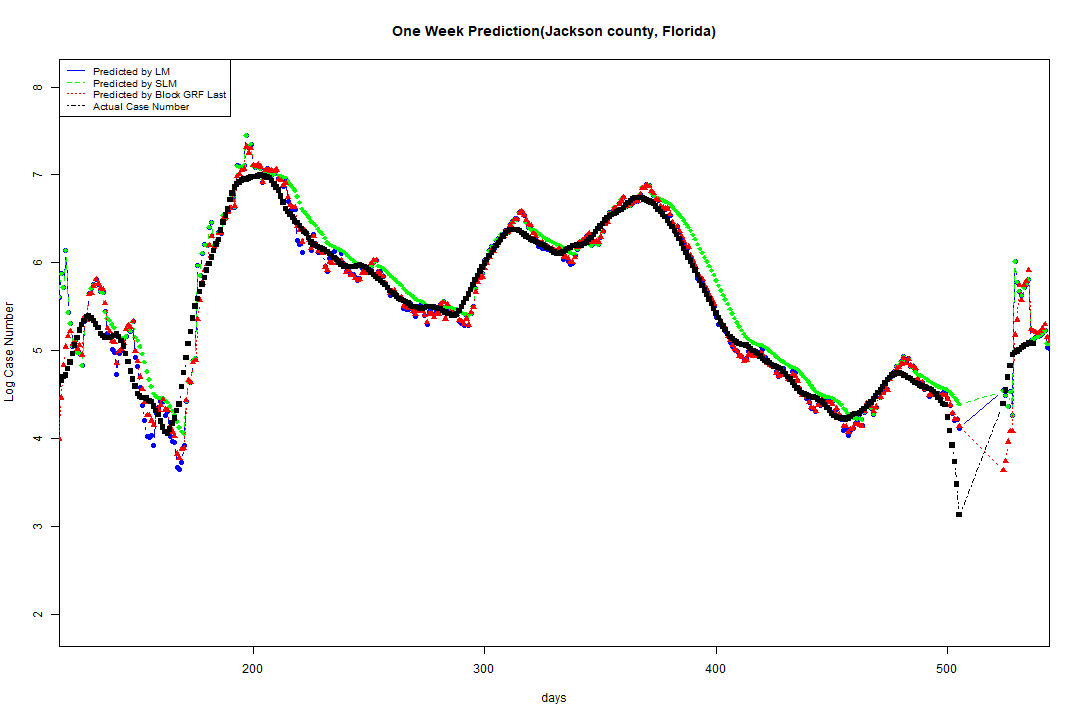 One Week Prediction(Jackson county, Florida)
Predicted by LM
Predicted by SLM
Predicted by Block GRF Last
Actual Case Number
Log Case Number
8
7
6
5
4
3
2
200 300 400 500
days